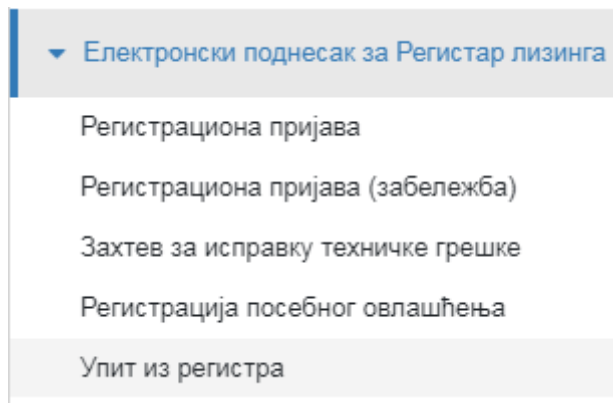 Електронски поднесак за Регистар лизинга
Регистрациона пријава
Регистрациона пријава (забележба)
Захтев за исправку техничке грешке
Регистрација посебног овлашћења
Упит из регистра